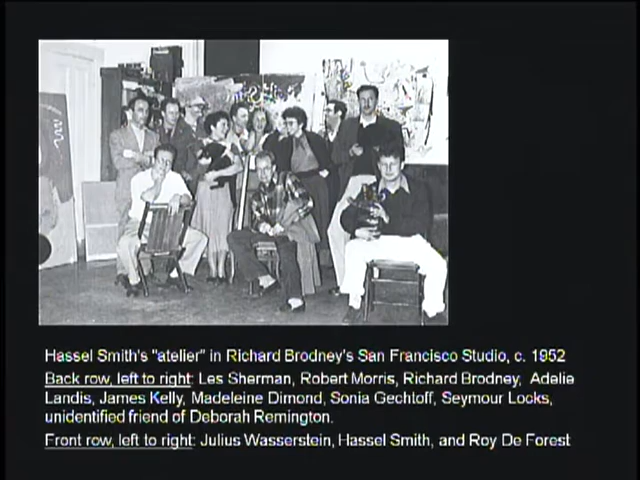 Hassel Smith's "atelier" in Richard Brodney's San Francisco Studio, c. 1952
Back row, left to right: Les Sherman, Robert Morris, Richard Brodney, Adelie
Landis, James Kelly, Madeleine Dimond, Sonia Gechtoff, Seymour Locks,
unidentified friend of Deborah Remington.
Front row, left to right: Julius Wasserstein, Hassel Smith, and Roy De Forest